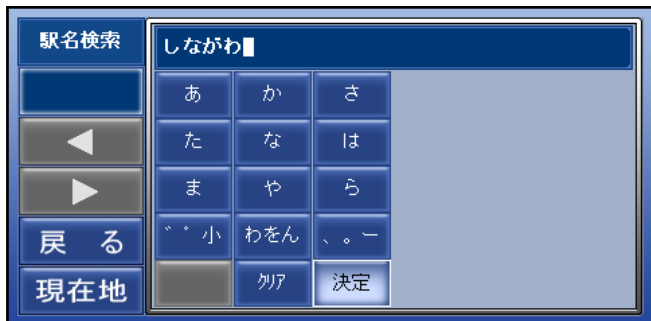 駅名検索
しながわ
あ か さ
た な は
ま や ら
゛゜小 わをん 、。ー
戻 る
クリア 決定
現在地